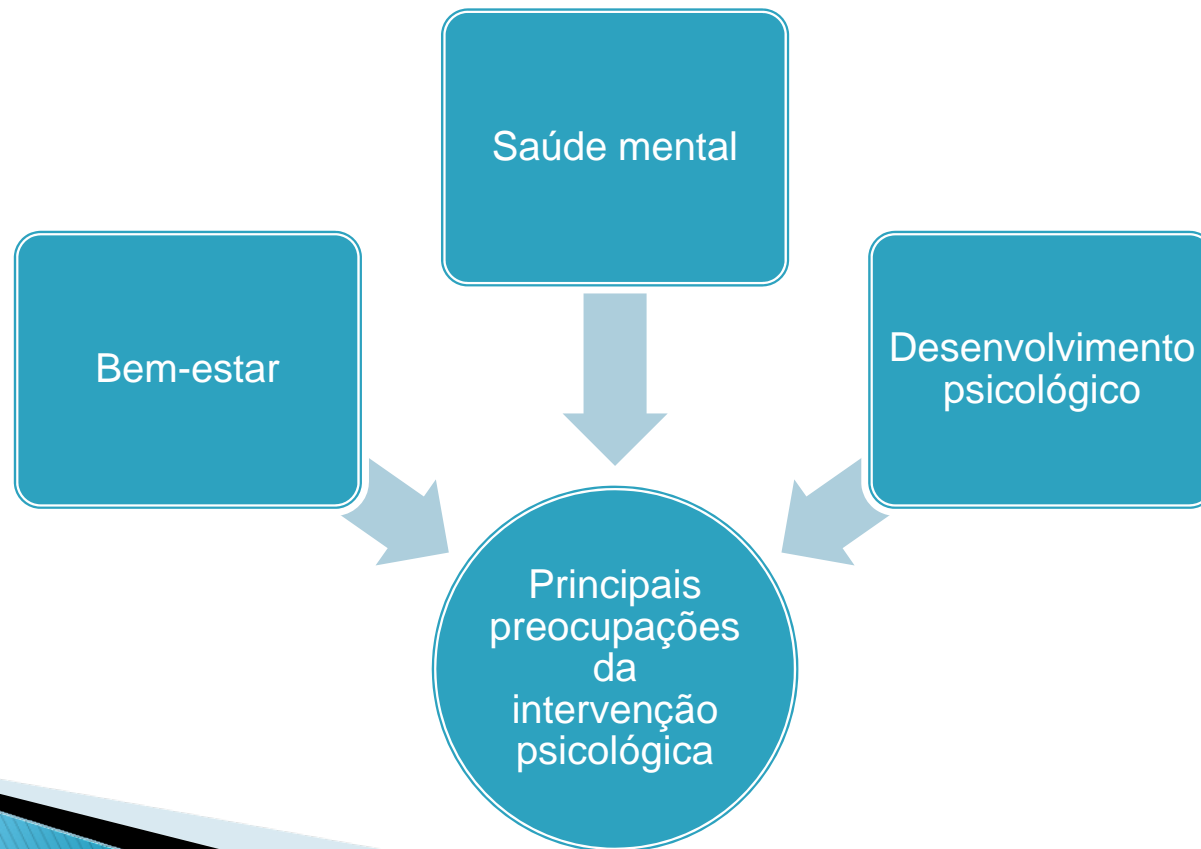 Saúde mental
Bem-estar
Desenvolvimento
psicológico
Principais
preocupações
da
intervenção
psicológica